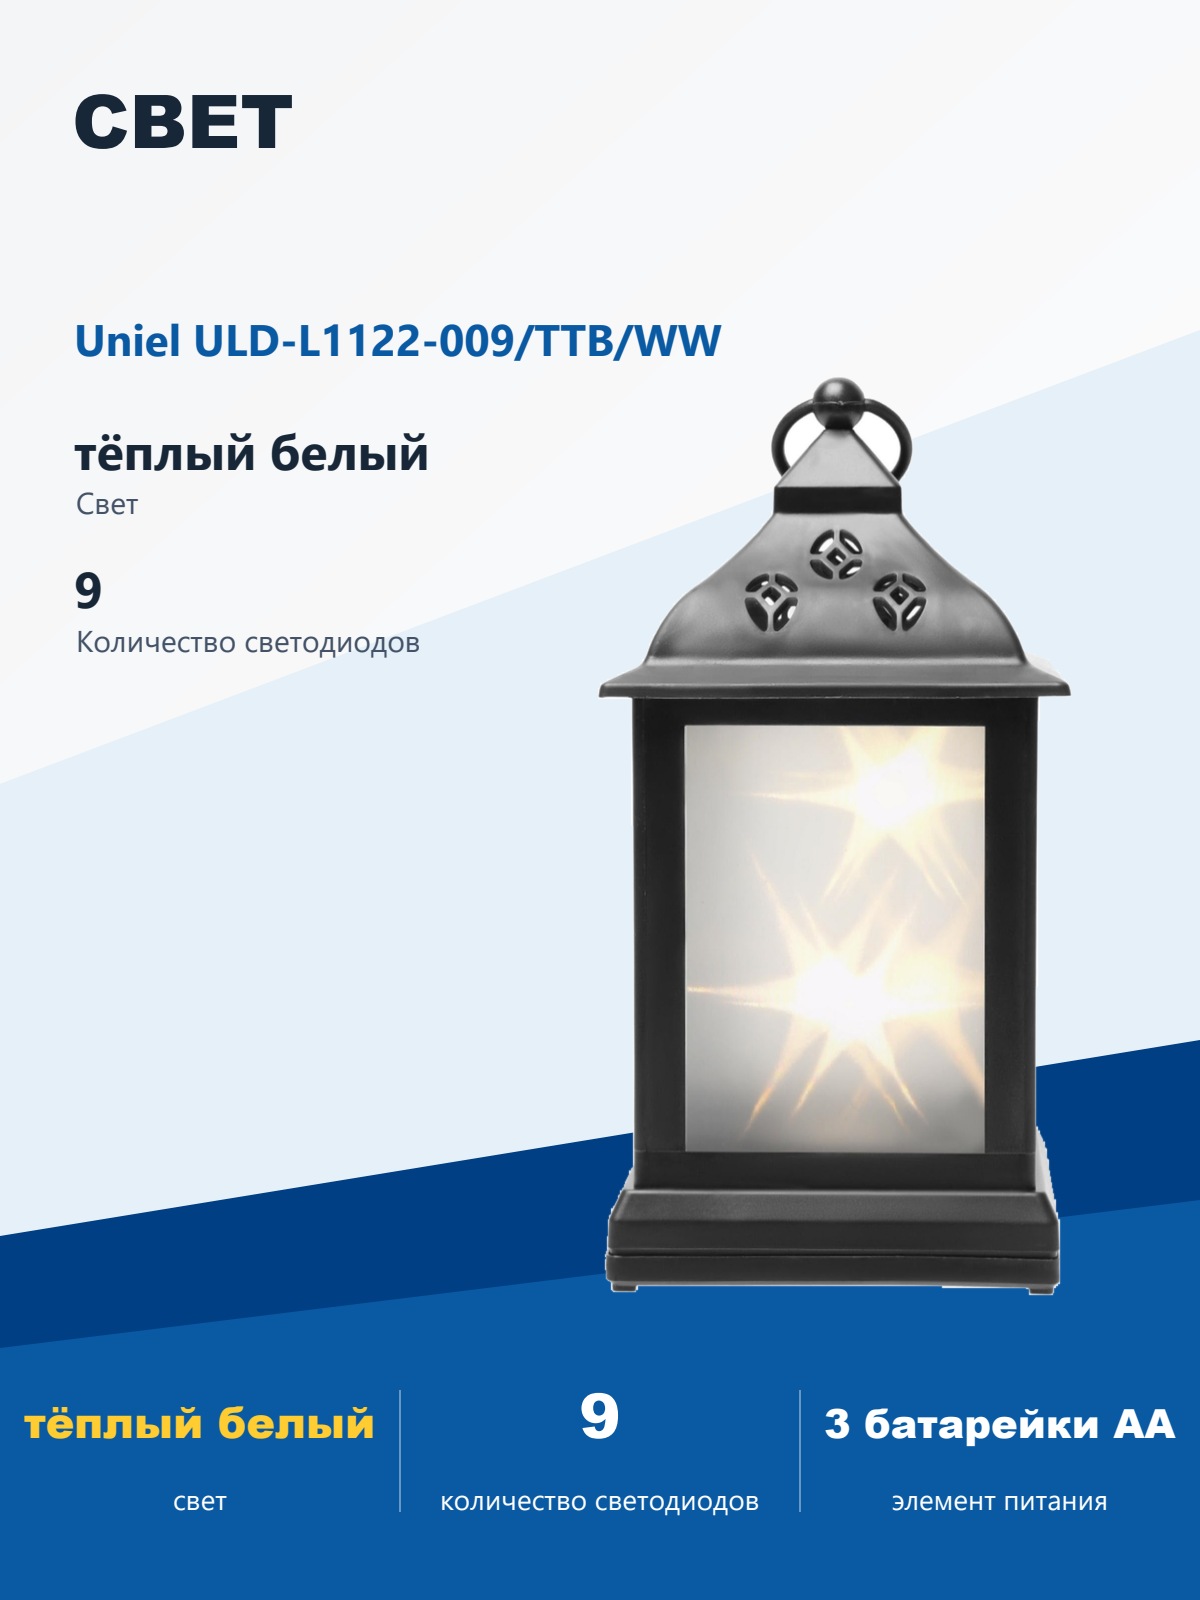 СВЕТ
Uniel ULD-L1122-009/TTB/WW
тёплый белый
Свет
9
Количество светодиодов
тёплый белый
свет
9
количество светодиодов
3 батарейки АА
элемент питания